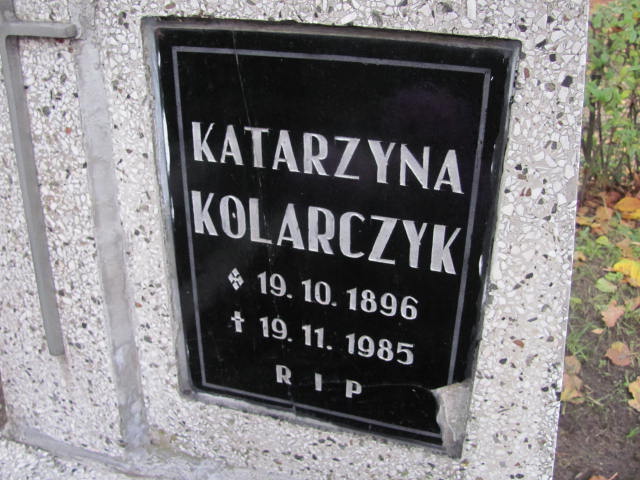 KATARZYNA
KOLARCZYK
19.10.1896
† 19.11.1985
R I P